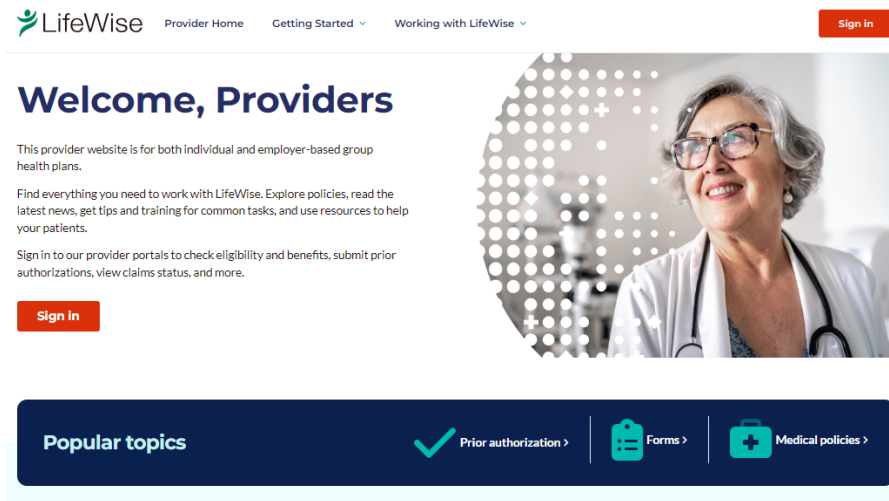 LifeWise
Provider Home
Getting Started
Working with LifeWise
Sign in
Welcome, Providers
This provider website is for both individual and employer-based group
health plans.
Find everything you need to work with LifeWise. Explore policies, read the
latest news, get tips and training for common tasks, and use resources to help
your patients.
Sign in to our provider portals to check eligibility and benefits, submit prior
authorizations, view claims status, and more.
Sign in
Popular topics
Prior authorization >
Forms >
Medical policies >